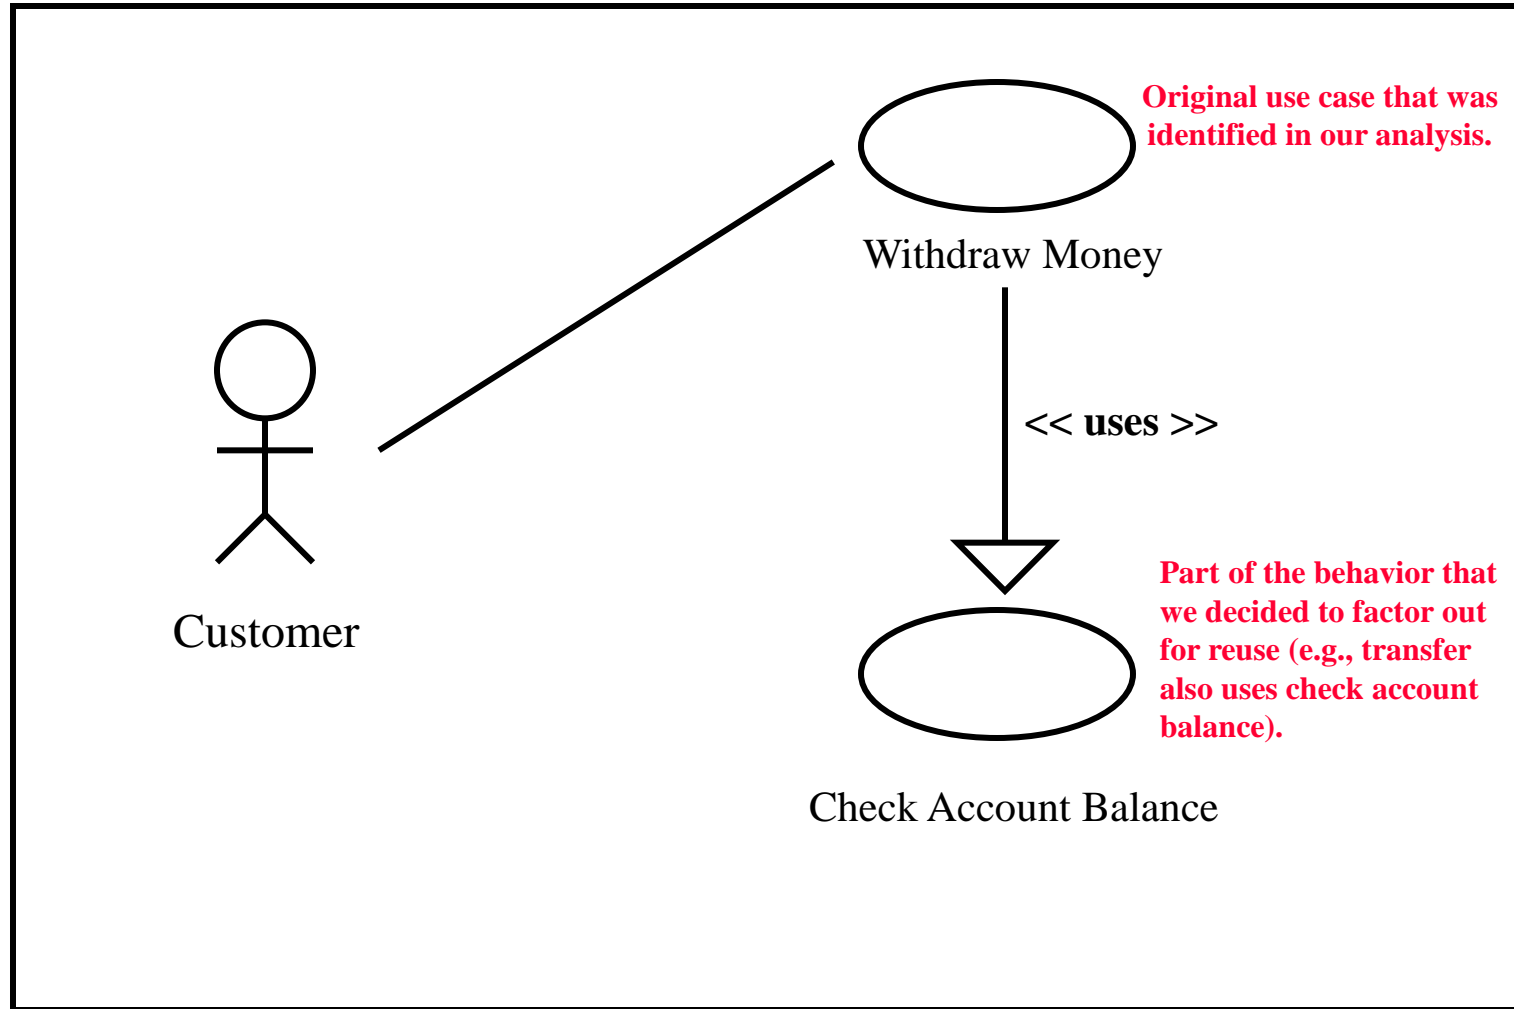 Original use case that was
identified in our analysis.
Withdraw Money
<< uses >>
Customer
Part of the behavior that
we decided to factor out
for reuse (e.g., transfer
also uses check account
balance).
Check Account Balance